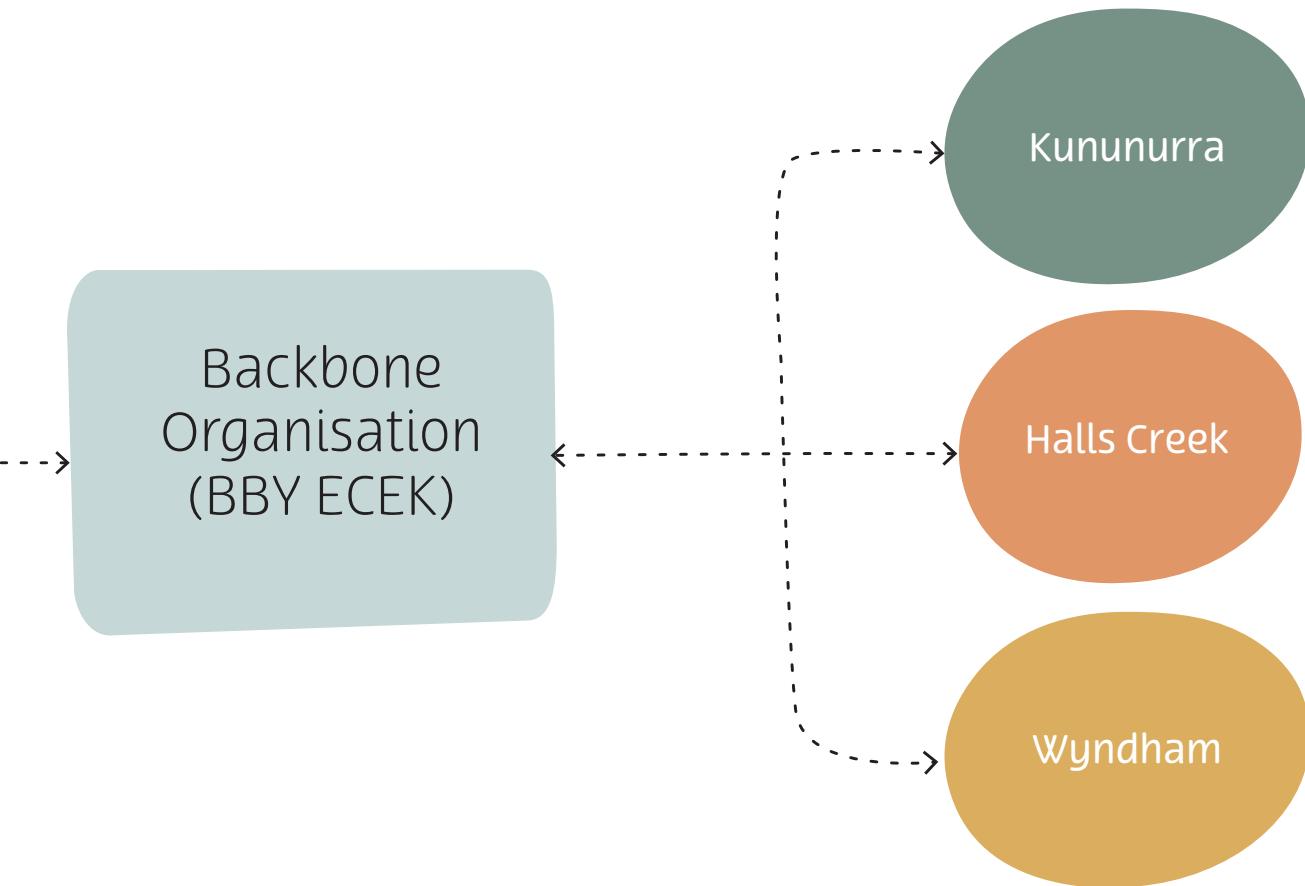 Backbone
Organisation
(BBY ECEK)
Kununurra
Halls Creek
Wyndham